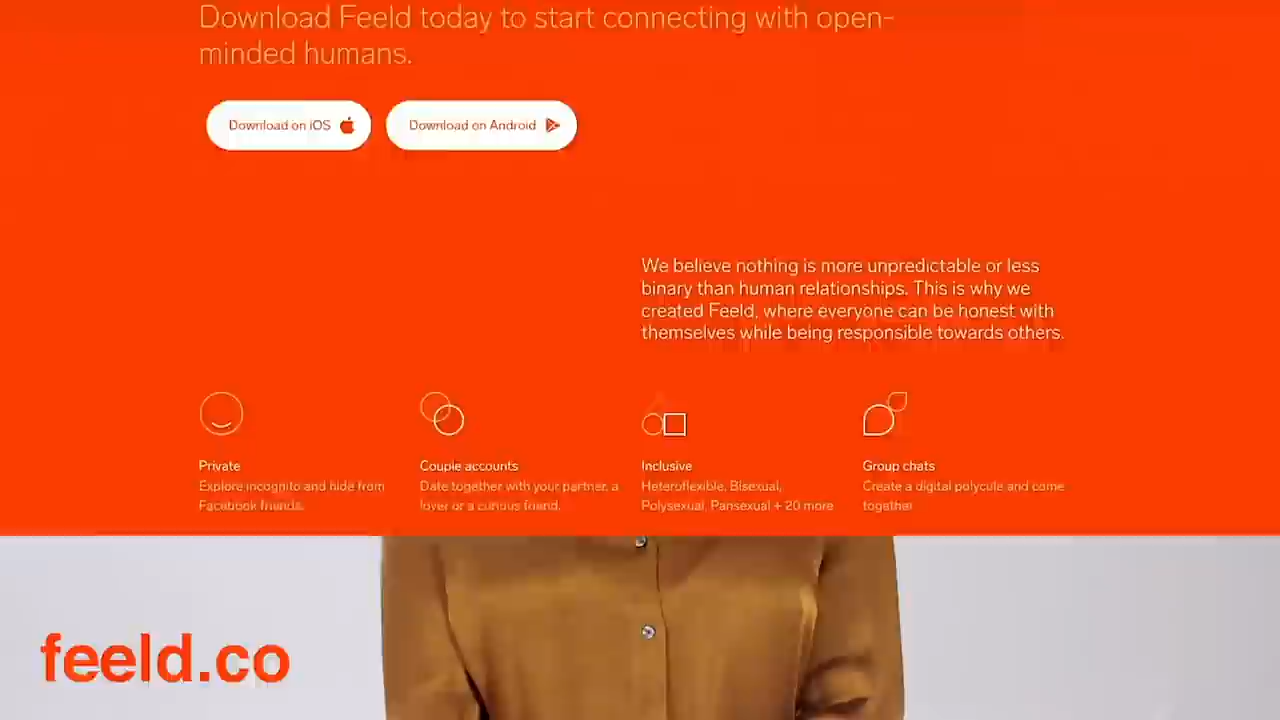 Download Feeld today to start connecting with open-
minded humans.
Download on iOS
Download on Android
We believe nothing is more unpredictable or less
binary than human relationships. This is why we
created Feeld, where everyone can be honest with
themselves while being responsible towards others.
Private
Explore incognito and hide from
Facebook friends.
Couple accounts
Date together with your partner, a
lover or a curious friend.
Inclusive
Heteroflexible, Bisexual,
Polysexual, Pansexual + 20 more
Group chats
Create a digital polycule and come
together
feeld.co